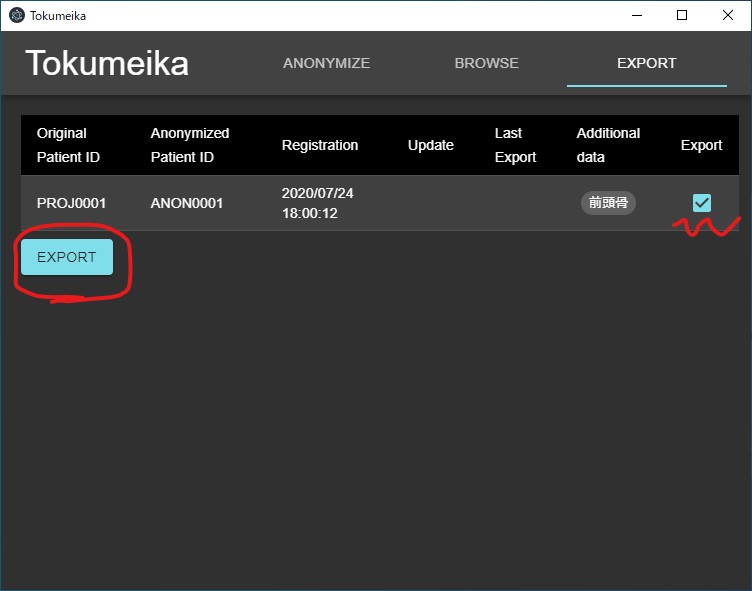 Tokumeika
Tokumeika
ANONYMIZE
BROWSE
EXPORT
Original
Patient ID
Anonymized
Patient ID
Registration
Update
Last
Export
Additional
data
Export
PROJ0001
ANON0001
2020/07/24
18:00:12
前頭骨
EXPORT